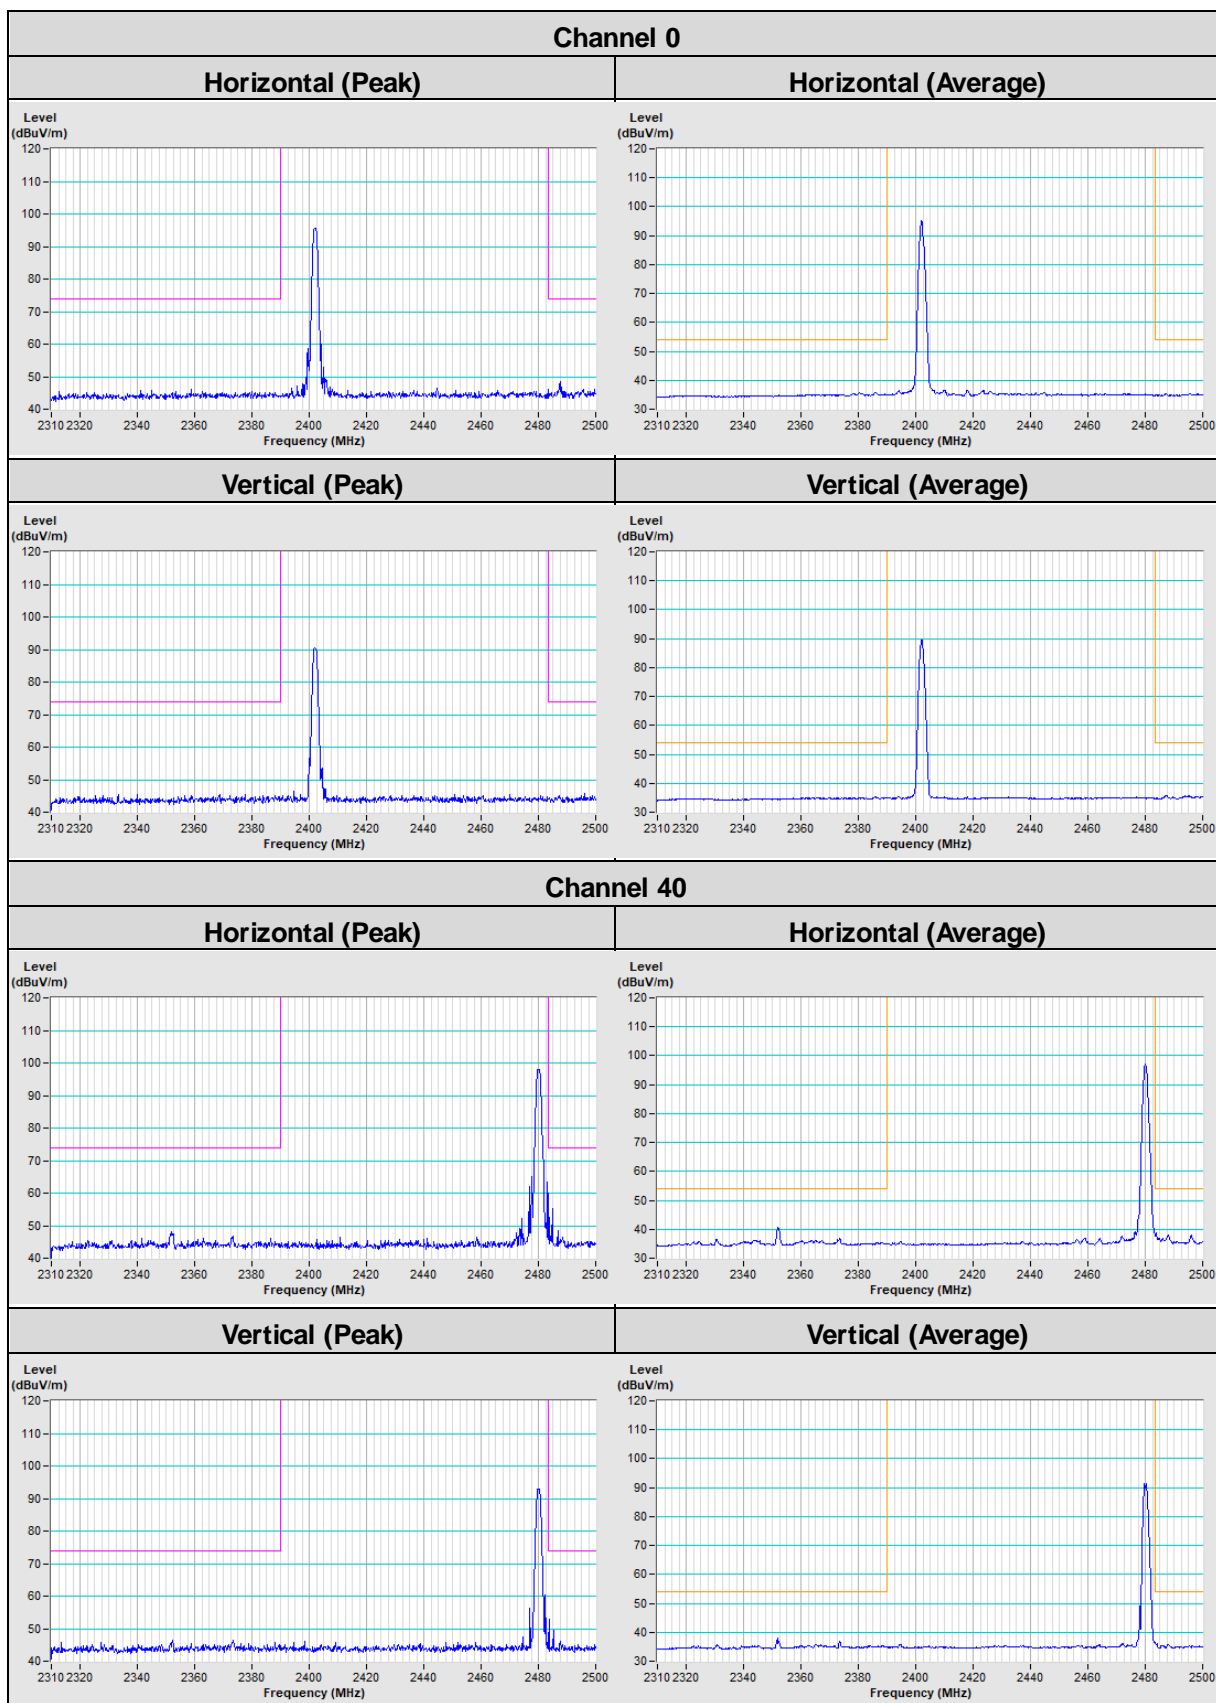 Channel 0
Horizontal (Peak) Horizontal (Average)
Level Level
(dBuV/m) (dBuV/m)
120 120
110 110
100 100
90 90
80 80
70 70
60 60
50 50
40 40
30
2310 2320 2340 2360 2380 2400 2420 2440 2460 2480 2500 2310 2320 2340 2360 2380 2400 2420 2440 2460 2480 2500
Frequency (MHz) Frequency (MHz)
Vertical (Peak) Vertical (Average)
Level Level
(dBuV/m) (dBuV/m)
120 120
110 110
100 100
90 90
80 80
70 70
60 60
50 50
40 40
30
2310 2320 2340 2360 2380 2400 2420 2440 2460 2480 2500 2310 2320 2340 2360 2380 2400 2420 2440 2460 2480 2500
Frequency (MHz) Frequency (MHz)
Channel 40
Horizontal (Peak) Horizontal (Average)
Level Level
(dBuV/m) (dBuV/m)
120 120
110 110
100 100
90 90
80 80
70 70
60 60
50 50
40 40
30
2310 2320 2340 2360 2380 2400 2420 2440 2460 2480 2500 2310 2320 2340 2360 2380 2400 2420 2440 2460 2480 2500
Frequency (MHz) Frequency (MHz)
Vertical (Peak) Vertical (Average)
Level Level
(dBuV/m) (dBuV/m)
120 120
110 110
100 100
90 90
80 80
70 70
60 60
50 50
40 40
30
2310 2320 2340 2360 2380 2400 2420 2440 2460 2480 2500 2310 2320 2340 2360 2380 2400 2420 2440 2460 2480 2500
Frequency (MHz) Frequency (MHz)